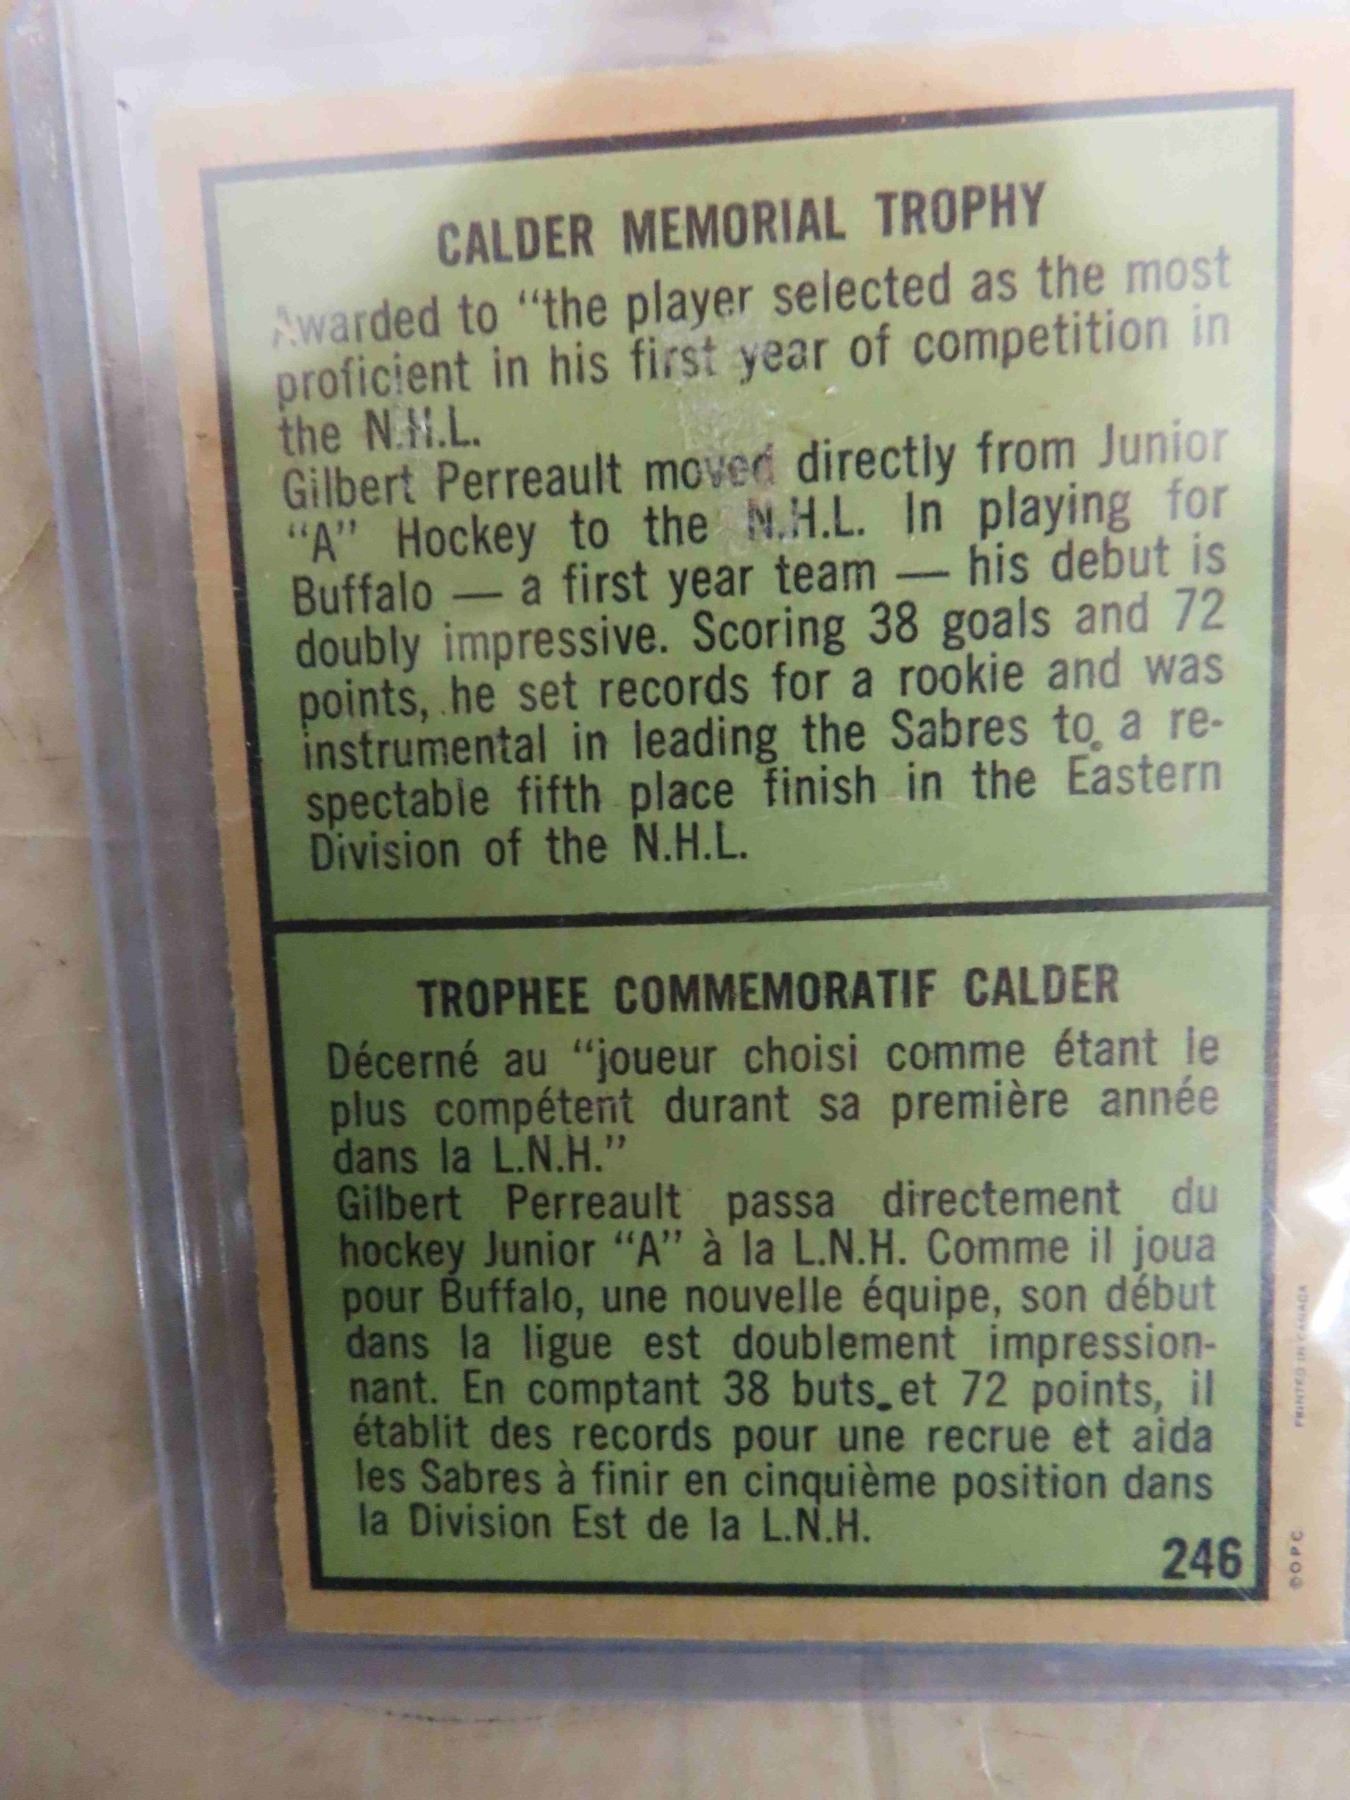 CALDER MEMORIAL TROPHY
Awarded to “the player selected as the most
proficient in his first year of competition in
the N.H.L.
Gilbert Perreault moved directly from Junior
“A” Hockey to the N.H.L. In playing for
Buffalo — a first year team — his debut is
doubly impressive. Scoring 38 goals and 72
points, he set records for a rookie and was
instrumental in leading the Sabres to a re-
spectable fifth place finish in the Eastern
Division of the N.H.L.
TROPHEE COMMEMORATIF CALDER
Décerné au “joueur choisi comme étant le
plus compétent durant sa première année
dans la L.N.H.”
Gilbert Perreault passa directement du
hockey Junior “A” à la L.N.H. Comme il joua
pour Buffalo, une nouvelle équipe, son début
dans la ligue est doublement impression-
nant. En comptant 38 buts et 72 points, il
établit des records pour une recrue et aida
les Sabres à finir en cinquième position dans
la Division Est de la L.N.H.
246
©O.P.C.
PRINTED IN CANADA